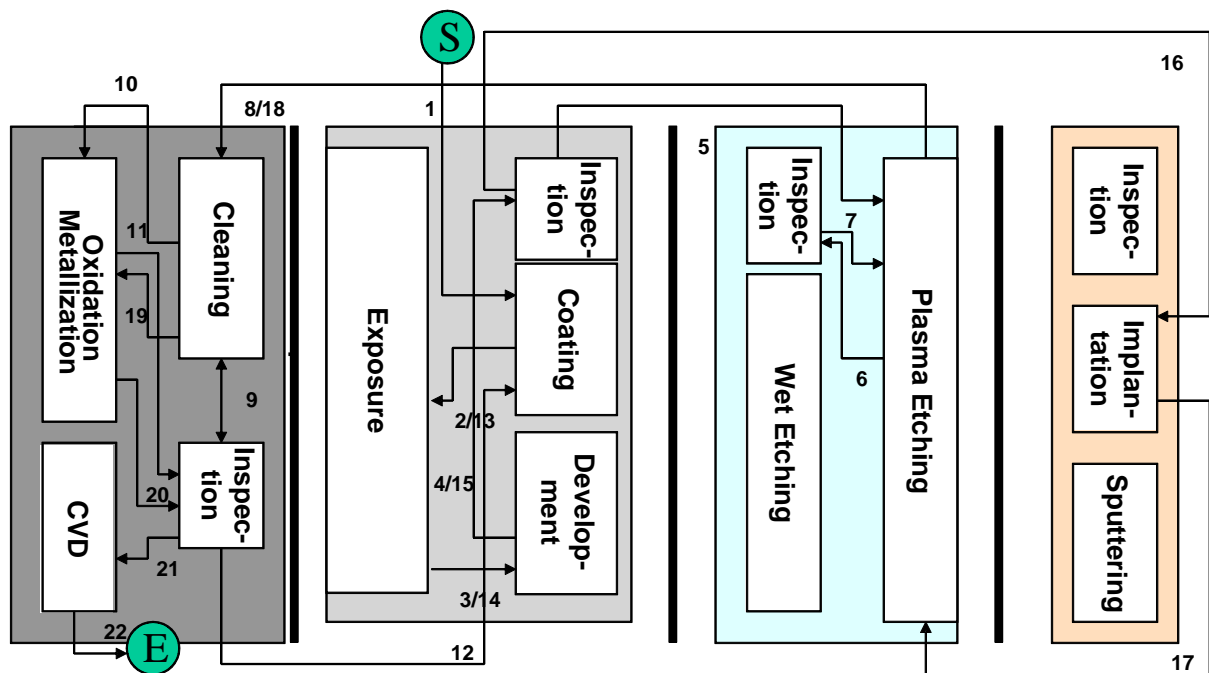 S
16
10
8/18
1
5
Oxidation
Metallization
Cleaning
11
19
9
Inspec-
tion
20
CVD
21
22
E
12
Exposure
Inspec-
tion
Coating
2/13
4/15
Develop-
ment
3/14
Inspec-
tion
7
6
Wet Etching
Plasma Etching
Inspec-
tion
Implan-
tation
Sputtering
17